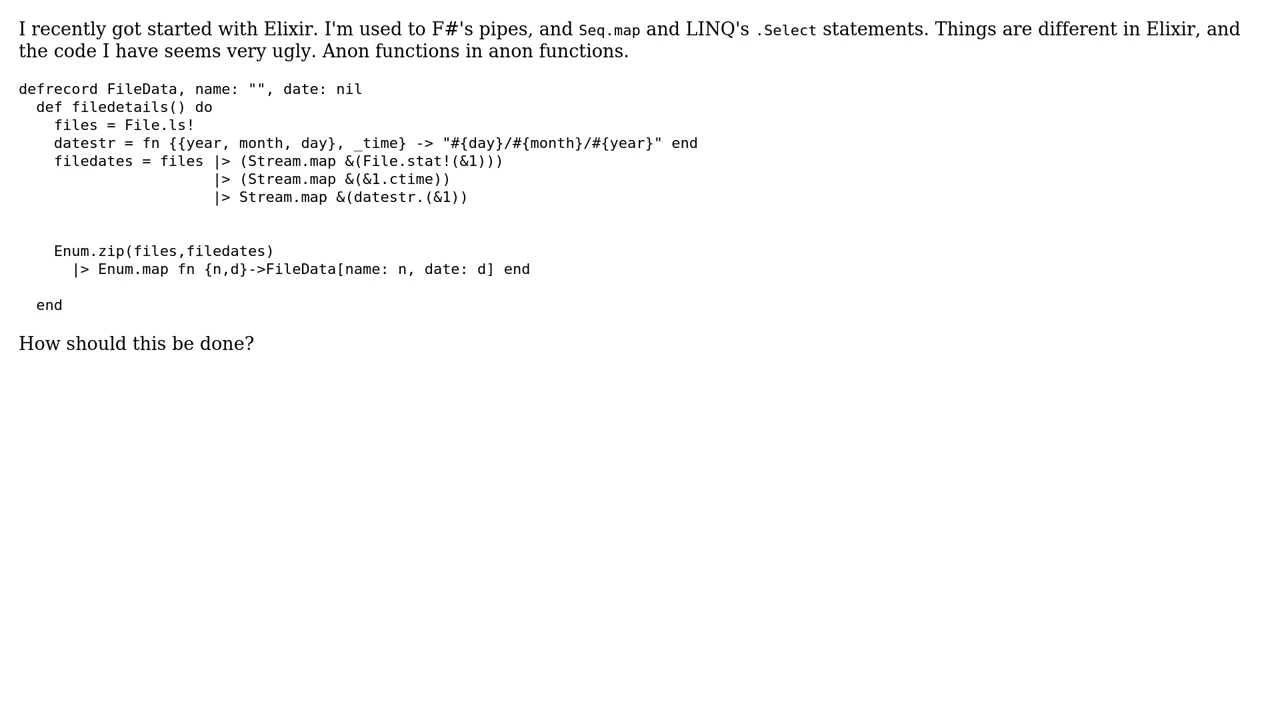 I recently got started with Elixir. I'm used to F#'s pipes, and Seq.map and LINQ's .Select statements. Things are different in Elixir, and
the code I have seems very ugly. Anon functions in anon functions.
defrecord FileData, name: "", date: nil
  def filedetails() do
    files = File.ls!
    datestr = fn {{year, month, day}, _time} -> "#{day}/#{month}/#{year}" end
    filedates = files |> (Stream.map &(File.stat!(&1)))
                      |> (Stream.map &(&1.ctime))
                      |> Stream.map &(datestr.(&1))
    Enum.zip(files,filedates)
      |> Enum.map fn {n,d}->FileData[name: n, date: d] end
  end
How should this be done?